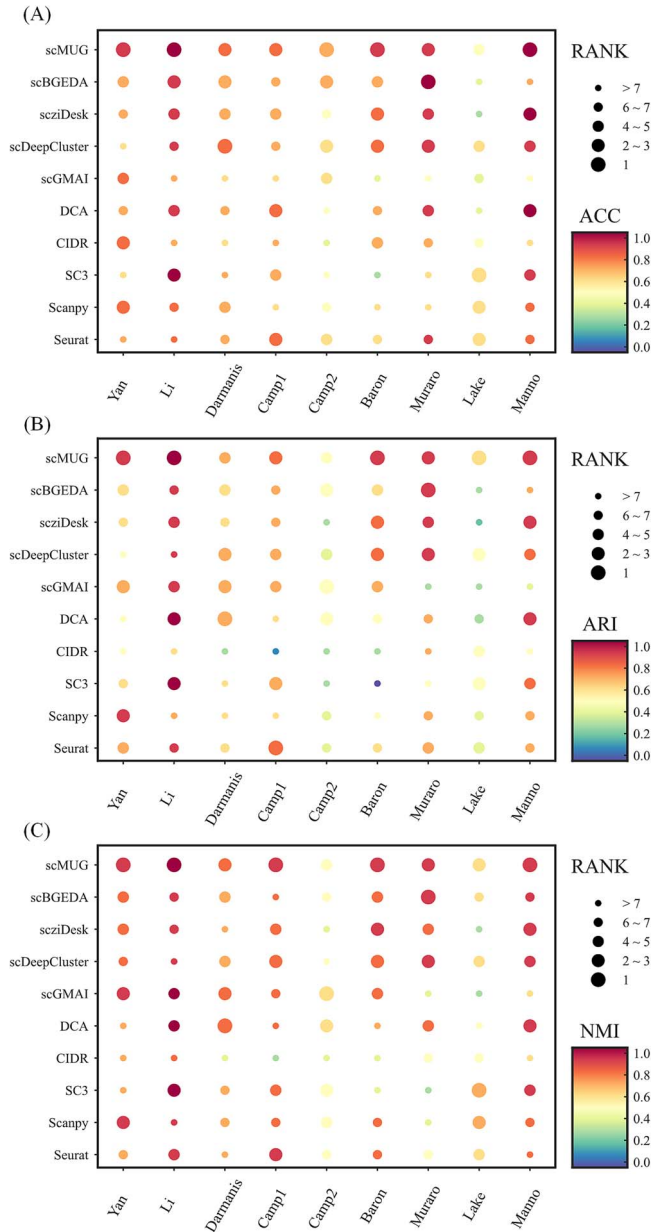 (A)
scMUG
scBGEDA
scziDesk
scDeepCluster
scGMAI
DCA
CIDR
SC3
Scanpy
Seurat
Yan
Li
Darmanis
Camp1
Camp2
Baron
Muraro
Lake
Manno
RANK
> 7
6 ~ 7
4 ~ 5
2 ~ 3
1
ACC
1.0
0.8
0.6
0.4
0.2
0.0
(B)
scMUG
scBGEDA
scziDesk
scDeepCluster
scGMAI
DCA
CIDR
SC3
Scanpy
Seurat
Yan
Li
Darmanis
Camp1
Camp2
Baron
Muraro
Lake
Manno
RANK
> 7
6 ~ 7
4 ~ 5
2 ~ 3
1
ARI
1.0
0.8
0.6
0.4
0.2
0.0
(C)
scMUG
scBGEDA
scziDesk
scDeepCluster
scGMAI
DCA
CIDR
SC3
Scanpy
Seurat
Yan
Li
Darmanis
Camp1
Camp2
Baron
Muraro
Lake
Manno
RANK
> 7
6 ~ 7
4 ~ 5
2 ~ 3
1
NMI
1.0
0.8
0.6
0.4
0.2
0.0